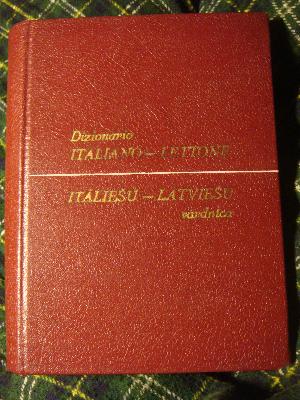 Dizionario
ITALIANO — LETTONE
ITĀLIEŠU — LATVIEŠU
vārdnīca